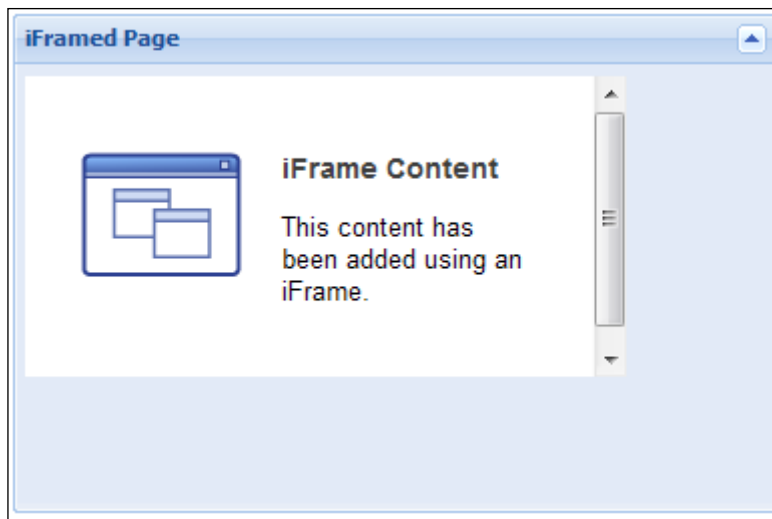 iFramed Page
iFrame Content
This content has
been added using an
iFrame.